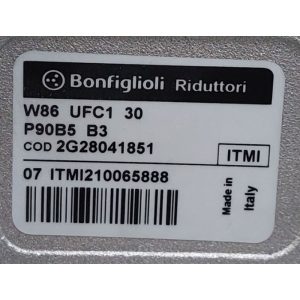 Bonfiglioli Riduttori
W86 UFC1 30
P90B5 B3
COD 2G28041851
ITMI
07 ITMI210065888
Made in
Italy